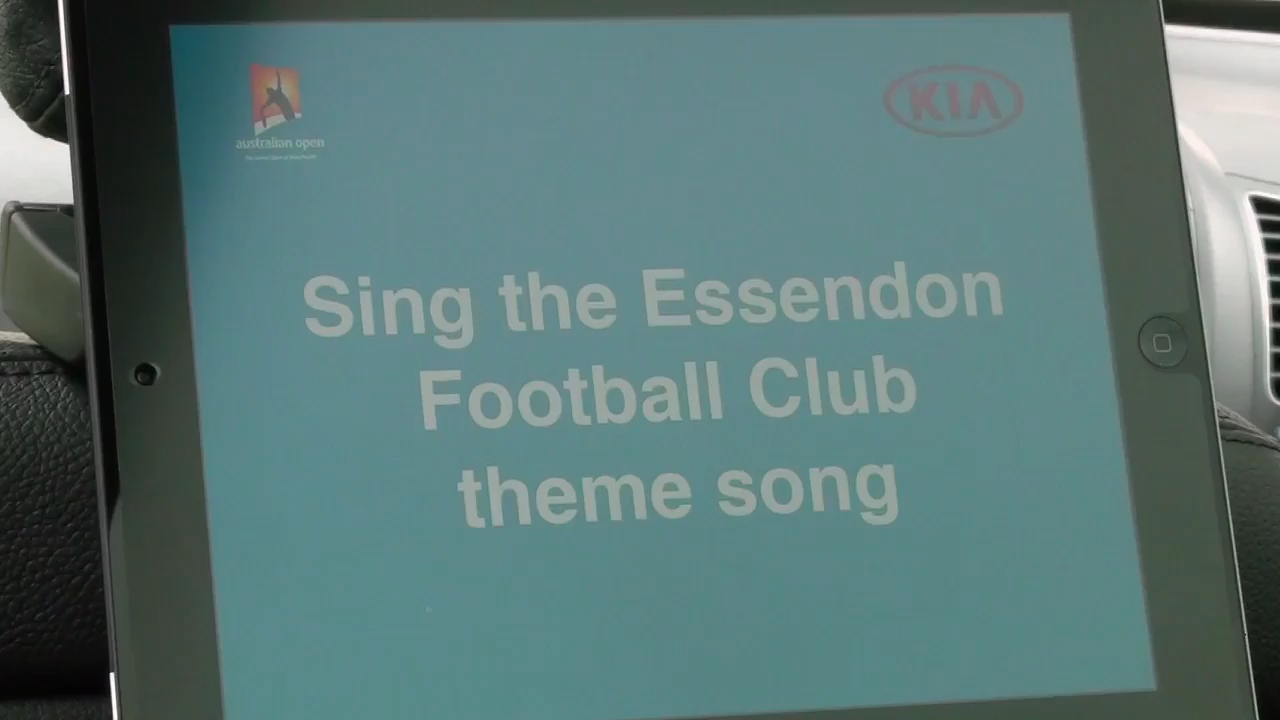 australian open
KIA
Sing the Essendon
Football Club
theme song